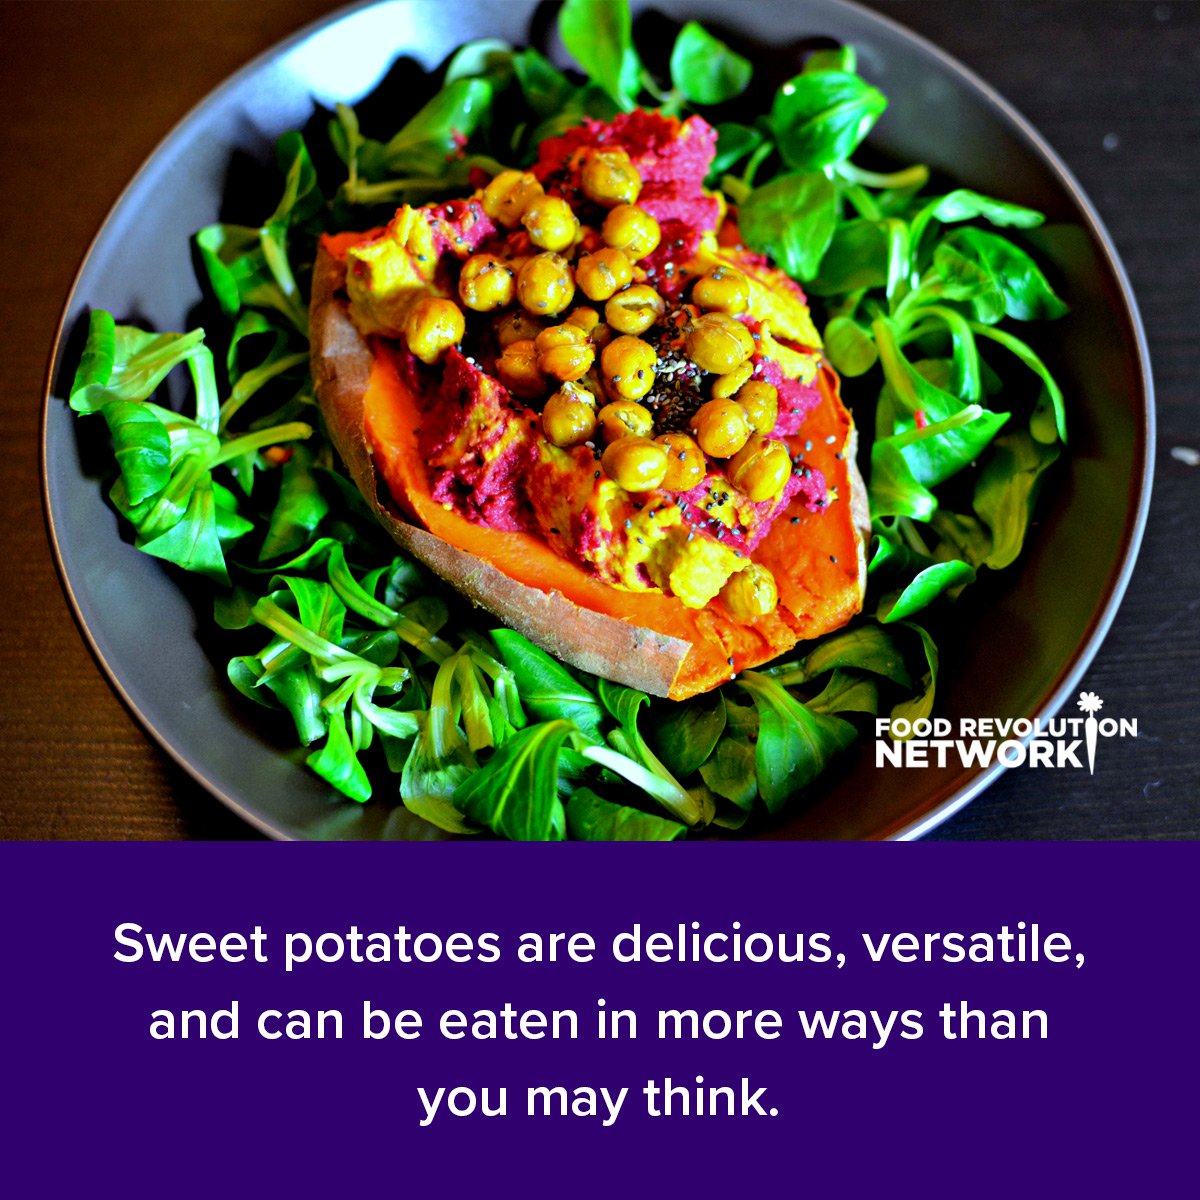 FOOD REVOLUTION
NETWORK
Sweet potatoes are delicious, versatile,
and can be eaten in more ways than
you may think.